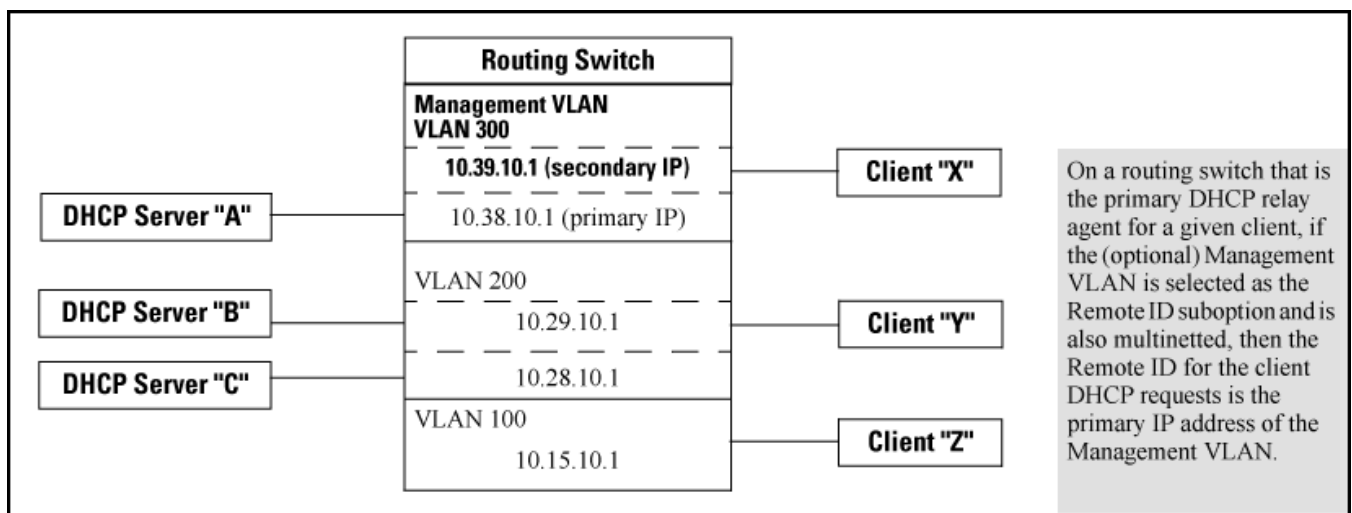 Routing Switch
Management VLAN
VLAN 300
10.39.10.1 (secondary IP)
Client "X"
DHCP Server "A"
10.38.10.1 (primary IP)
VLAN 200
DHCP Server "B"
10.29.10.1
Client "Y"
DHCP Server "C"
10.28.10.1
VLAN 100
Client "Z"
10.15.10.1
On a routing switch that is
the primary DHCP relay
agent for a given client, if
the (optional) Management
VLAN is selected as the
Remote ID suboption and is
also multinetted, then the
Remote ID for the client
DHCP requests is the
primary IP address of the
Management VLAN.